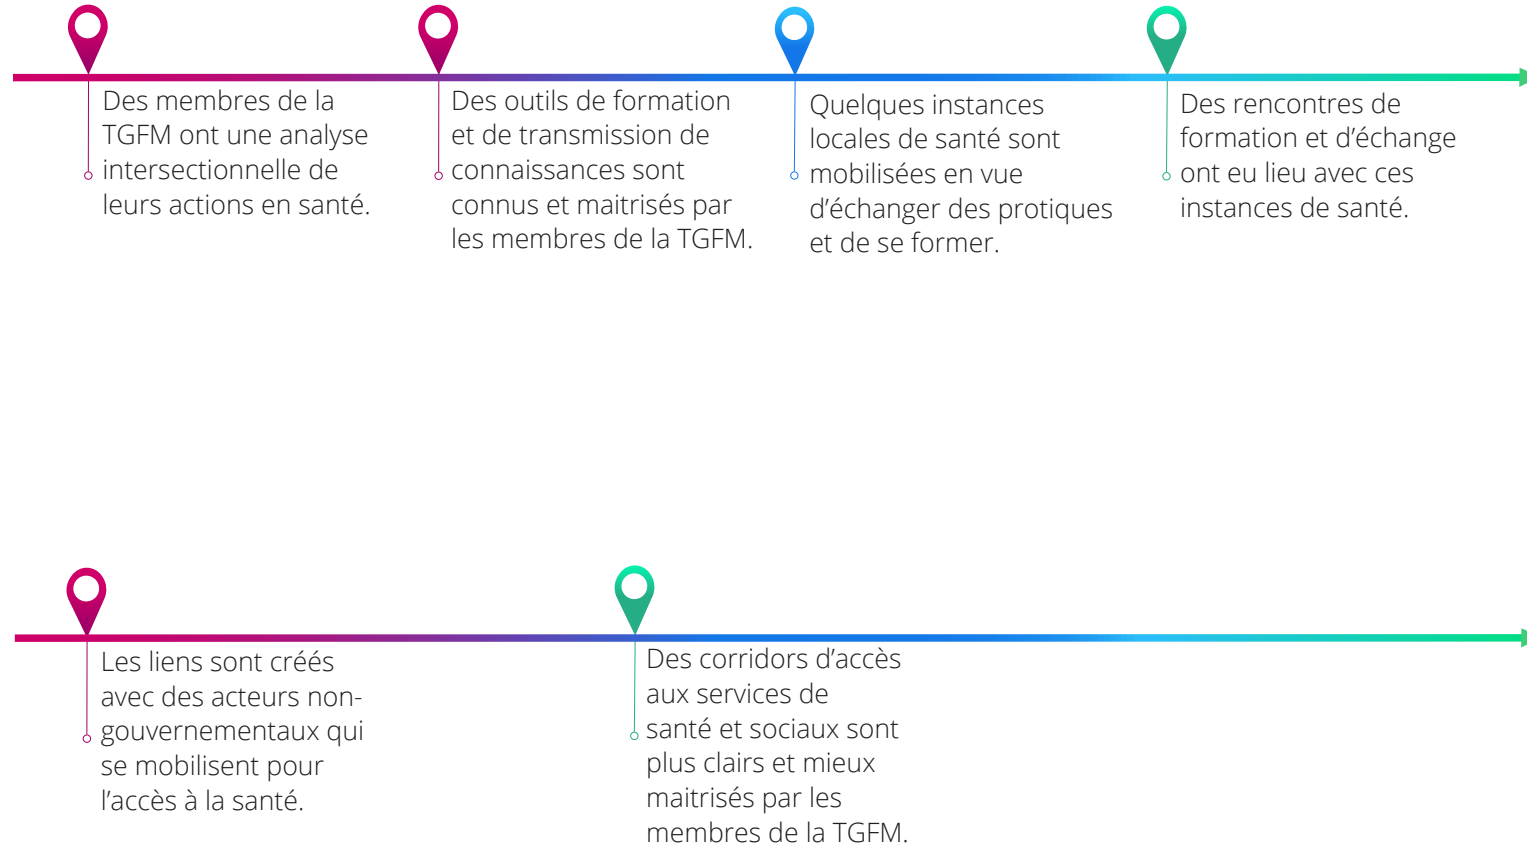 Des membres de la
TGFM ont une analyse
intersectionnelle de
leurs actions en santé.
Des outils de formation
et de transmission de
connaissances sont
connus et maitrisés par
les membres de la TGFM.
Quelques instances
locales de santé sont
mobilisées en vue
d’échanger des protiques
et de se former.
Des rencontres de
formation et d’échange
ont eu lieu avec ces
instances de santé.
Les liens sont créés
avec des acteurs non-
gouvernementaux qui
se mobilisent pour
l’accès à la santé.
Des corridors d’accès
aux services de
santé et sociaux sont
plus clairs et mieux
maitrisés par les
membres de la TGFM.